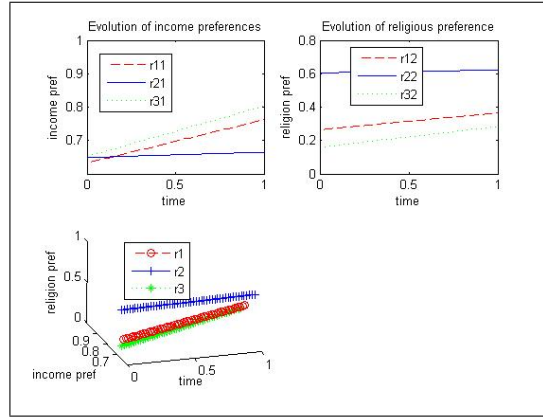 Evolution of income preferences
1
0.9
0.8
0.7
income pref
r11
r21
r31
0
0.5
1
time
Evolution of religious preference
0.8
0.6
0.4
0.2
0
religion pref
r12
r22
r32
0
0.5
1
time
1
0.5
0
religion pref
r1
r2
r3
0.9
0.8
0.7
income pref
0
0.5
1
time